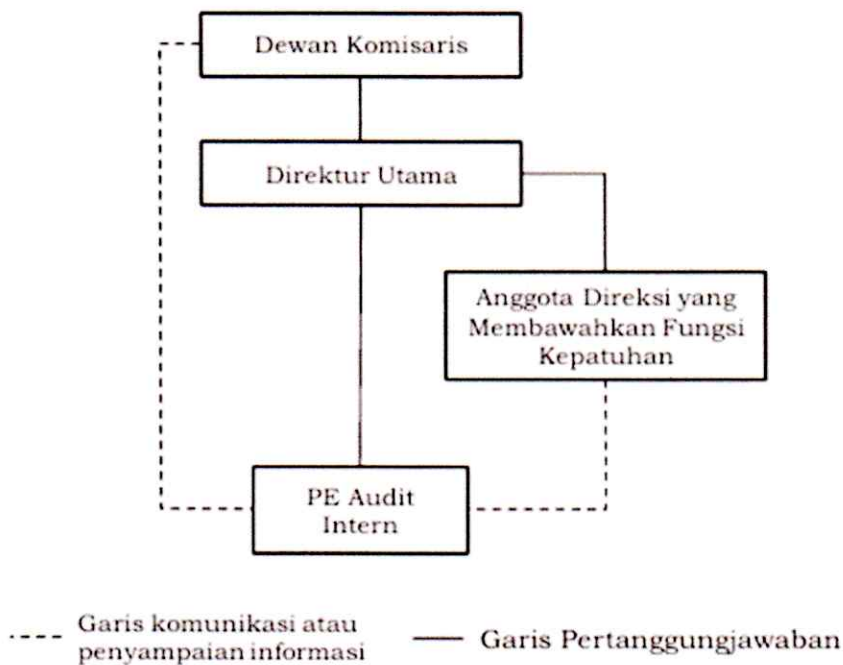 Dewan Komisaris
Direktur Utama
Anggota Direksi yang
Membawahkan Fungsi
Kepatuhan
PE Audit
Intern
Garis komunikasi atau
penyampaian informasi
Garis Pertanggungjawaban